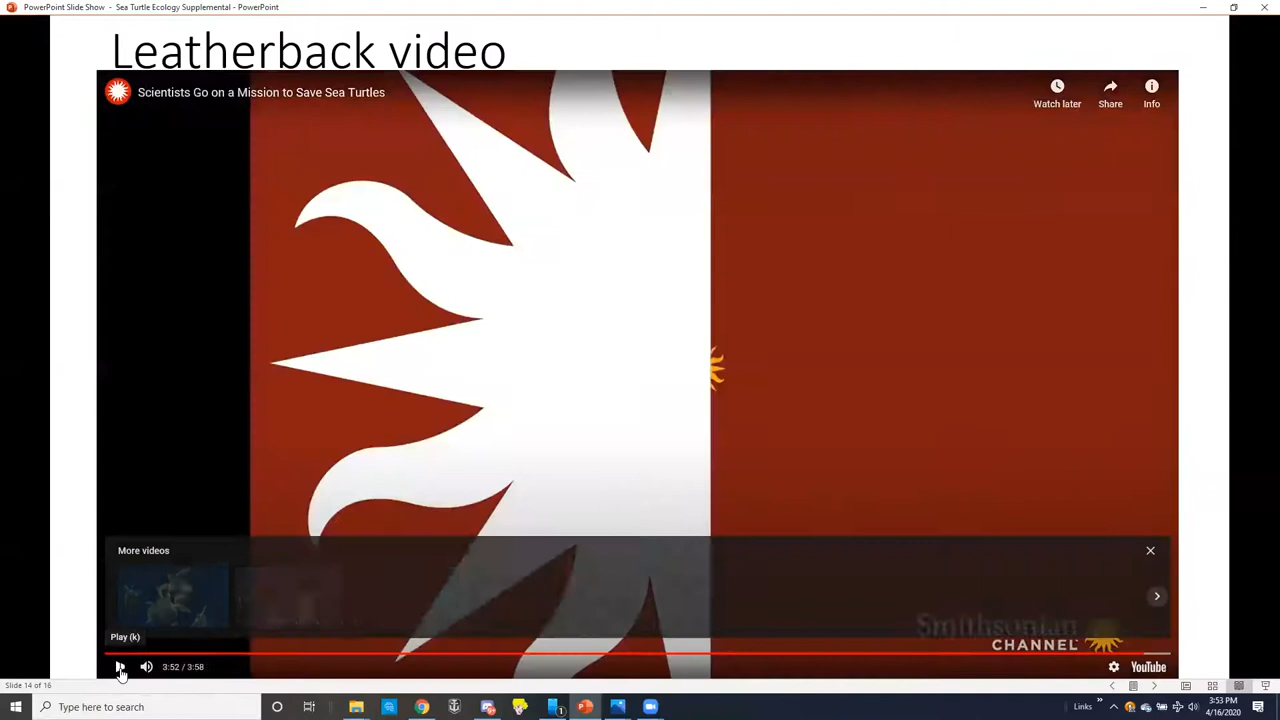 PowerPoint Slide Show - Sea Turtle Ecology Supplemental - PowerPoint
Leatherback video
Scientists Go on a Mission to Save Sea Turtles
Watch later
Share
Info
More videos
Play (k)
Smithsonian
CHANNEL
3:52 / 3:58
YouTube
Slide 14 of 16
Type here to search
1
Links
3:53 PM
4/16/2020